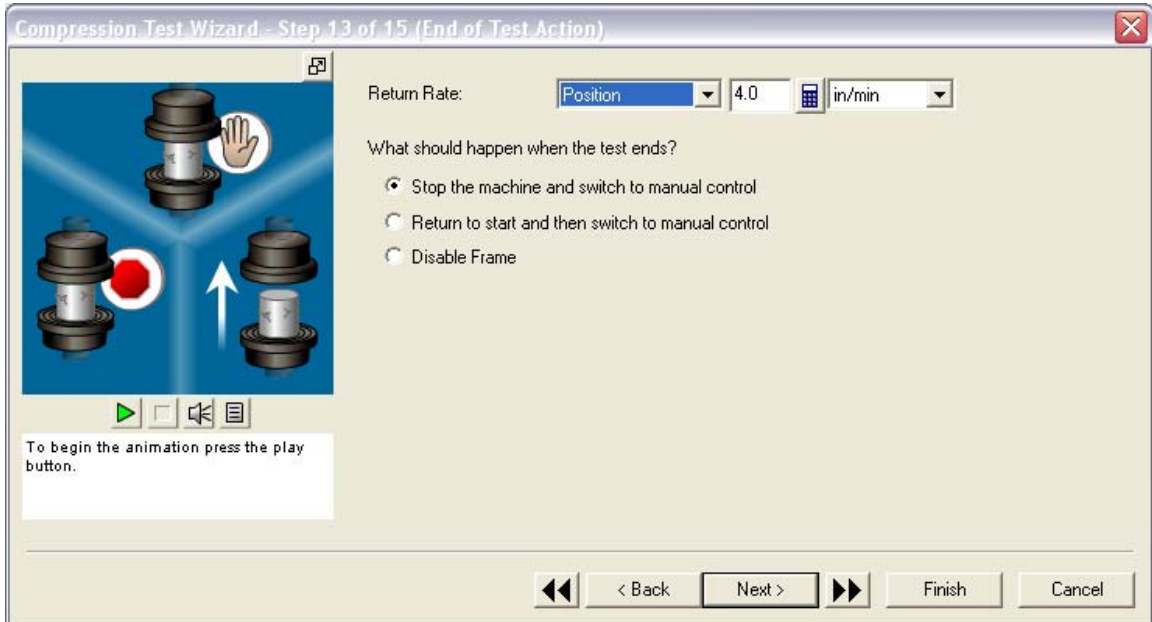 Compression Test Wizard - Step 13 of 15 (End of Test Action)
Return Rate: Position 4.0 in/min
What should happen when the test ends?
Stop the machine and switch to manual control
Return to start and then switch to manual control
Disable Frame
To begin the animation press the play
button.
< Back Next > Finish Cancel